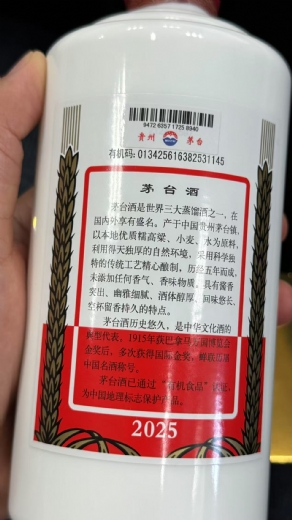 9472 6357 1725 8940
贵州 茅台
有机码: 013425616382531145
茅台酒
茅台酒是世界三大蒸馏酒之一，在
国内外享有盛名。产于中国贵州茅台镇，
以本地优质糯高粱、小麦、水为原料，
利用得天独厚的自然环境，采用科学独
特的传统工艺精心酿制，历经五年而成，
未添加任何香气、香味物质。具有酱香
突出、幽雅细腻、酒体醇厚、回味悠长、
空杯留香持久的特点。
茅台酒历史悠久，是中华文化酒的
典型代表。1915年获巴拿马万国博览会
金奖后，多次获得国际金奖，蝉联历届
中国名酒称号。
茅台酒已通过“有机食品”认证，
为中国地理标志保护产品。
2025